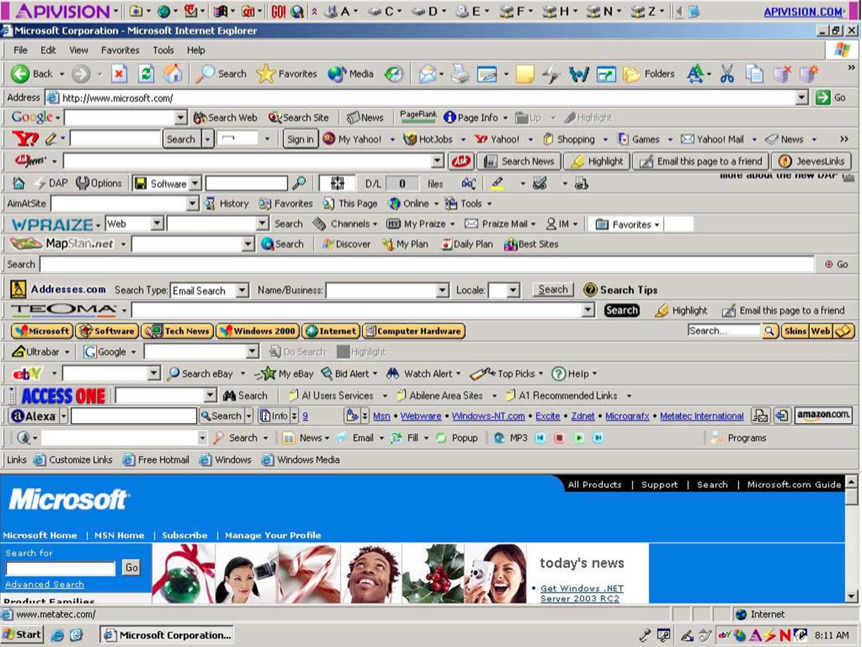 APIVISION GO! A C D E F H N Z APIVISION.COM
Microsoft Corporation - Microsoft Internet Explorer
File Edit View Favorites Tools Help
Back Search Favorites Media Folders
Address http://www.microsoft.com/ Go
Google Search Web Search Site News PageRank Page Info Up Highlight
Y! Search Sign in My Yahoo! HotJobs Yahoo! Shopping Games Yahoo! Mail News
Search News Highlight Email this page to a friend JeevesLinks
DAP Options Software D/L 0 files more about the new DAP
AimAtSite History Favorites This Page Online Tools
WPRAIZE Web Search Channels My Praize Praize Mail IM Favorites
MapStan.net Search Discover My Plan Daily Plan Best Sites
Search Go
Addresses.com Search Type: Email Search Name/Business: Locale: Search Search Tips
TEOMA Search Highlight Email this page to a friend
Microsoft Software Tech News Windows 2000 Internet Computer Hardware Search... Skins Web
Ultrabar Google Do Search Highlight
ebY Search eBay My eBay Bid Alert Watch Alert Top Picks Help
ACCESS ONE Search AI User Services Abilene Area Sites A1 Recommended Links
Alexa Search Info 9 Msn Webware Windows-NT.com Excite Zdnet Micrografx Metatec International amazon.com
Search News Email Fill Popup MP3 Programs
Links Customize Links Free Hotmail Windows Windows Media
All Products | Support | Search | Microsoft.com Guide
Microsoft
Microsoft Home | MSN Home | Subscribe | Manage Your Profile
Search for
Go
Advanced Search
Product Families
today's news
Get Windows .NET
Server 2003 RC2
www.metatec.com/ Internet
Start Microsoft Corporation... 8:11 AM